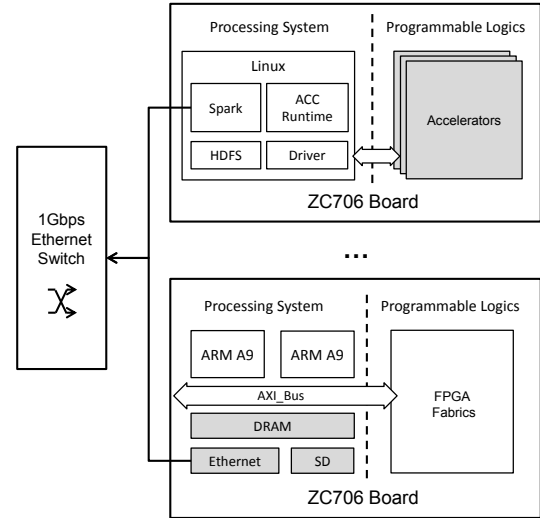 Processing System
Programmable Logics
Linux
Spark
ACC
Runtime
HDFS
Driver
Accelerators
ZC706 Board
1Gbps
Ethernet
Switch
...
Processing System
Programmable Logics
ARM A9
ARM A9
AXI_Bus
FPGA
Fabrics
DRAM
Ethernet
SD
ZC706 Board